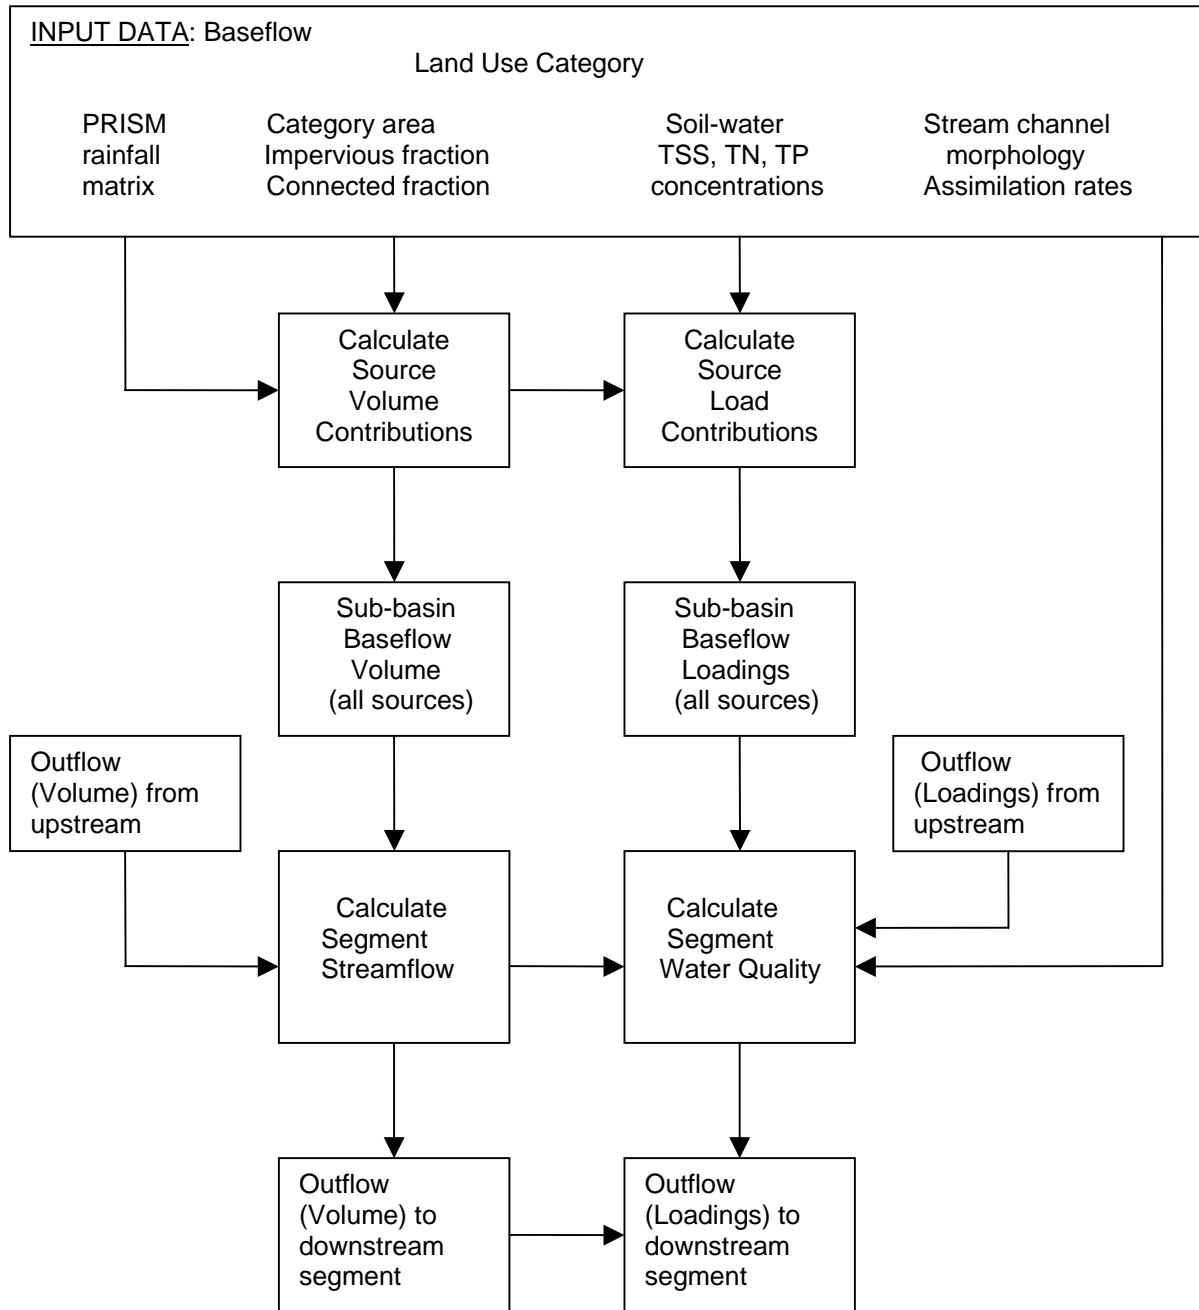 INPUT DATA: Baseflow
Land Use Category
PRISM
rainfall
matrix
Category area
Impervious fraction
Connected fraction
Soil-water
TSS, TN, TP
concentrations
Stream channel
morphology
Assimilation rates
Calculate
Source
Volume
Contributions
Calculate
Source
Load
Contributions
Sub-basin
Baseflow
Volume
(all sources)
Sub-basin
Baseflow
Loadings
(all sources)
Outflow
(Volume) from
upstream
Outflow
(Loadings) from
upstream
Calculate
Segment
Streamflow
Calculate
Segment
Water Quality
Outflow
(Volume) to
downstream
segment
Outflow
(Loadings) to
downstream
segment